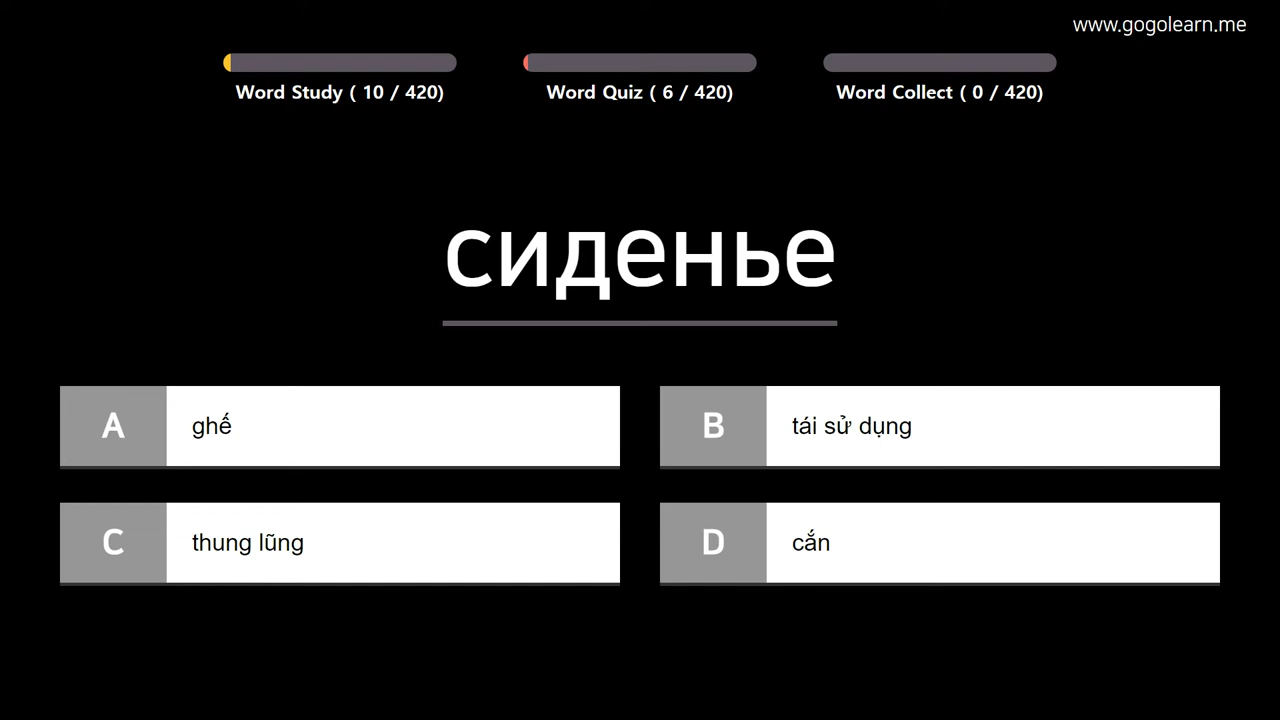 www.gogolearn.me
Word Study ( 10 / 420)
Word Quiz ( 6 / 420)
Word Collect ( 0 / 420)
сиденье
A ghế
B tái sử dụng
C thung lũng
D cắn